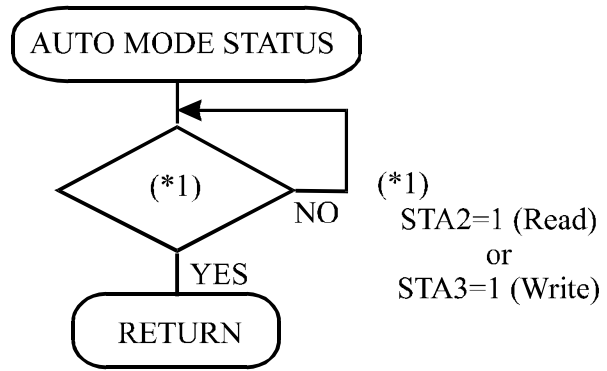 AUTO MODE STATUS
(*1)
NO
(*1)
STA2=1 (Read)
or
STA3=1 (Write)
YES
RETURN